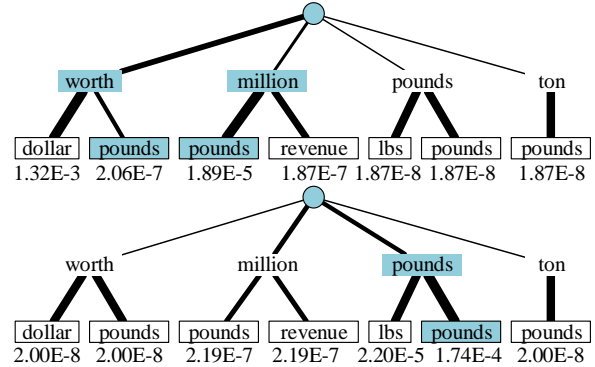 worth million pounds ton
dollar pounds pounds revenue lbs pounds pounds
1.32E-3 2.06E-7 1.89E-5 1.87E-7 1.87E-8 1.87E-8 1.87E-8
worth million pounds ton
dollar pounds pounds revenue lbs pounds pounds
2.00E-8 2.00E-8 2.19E-7 2.19E-7 2.20E-5 1.74E-4 2.00E-8